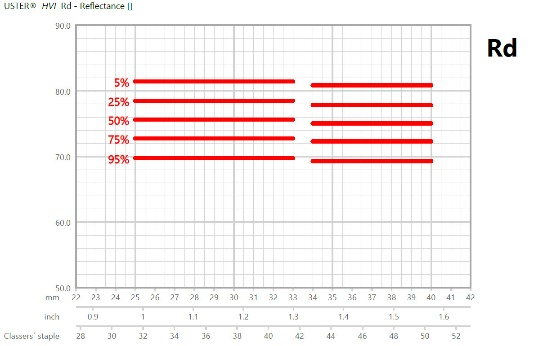 USTER® HVI Rd - Reflectance ||
Rd
90.0
80.0
70.0
60.0
50.0
5%
25%
50%
75%
95%
22 23 24 25 26 27 28 29 30 31 32 33 34 35 36 37 38 39 40 41 42
mm
0.9 1 1.1 1.2 1.3 1.4 1.5 1.6
inch
28 30 32 34 36 38 40 42 44 46 48 50 52
Classers´ staple